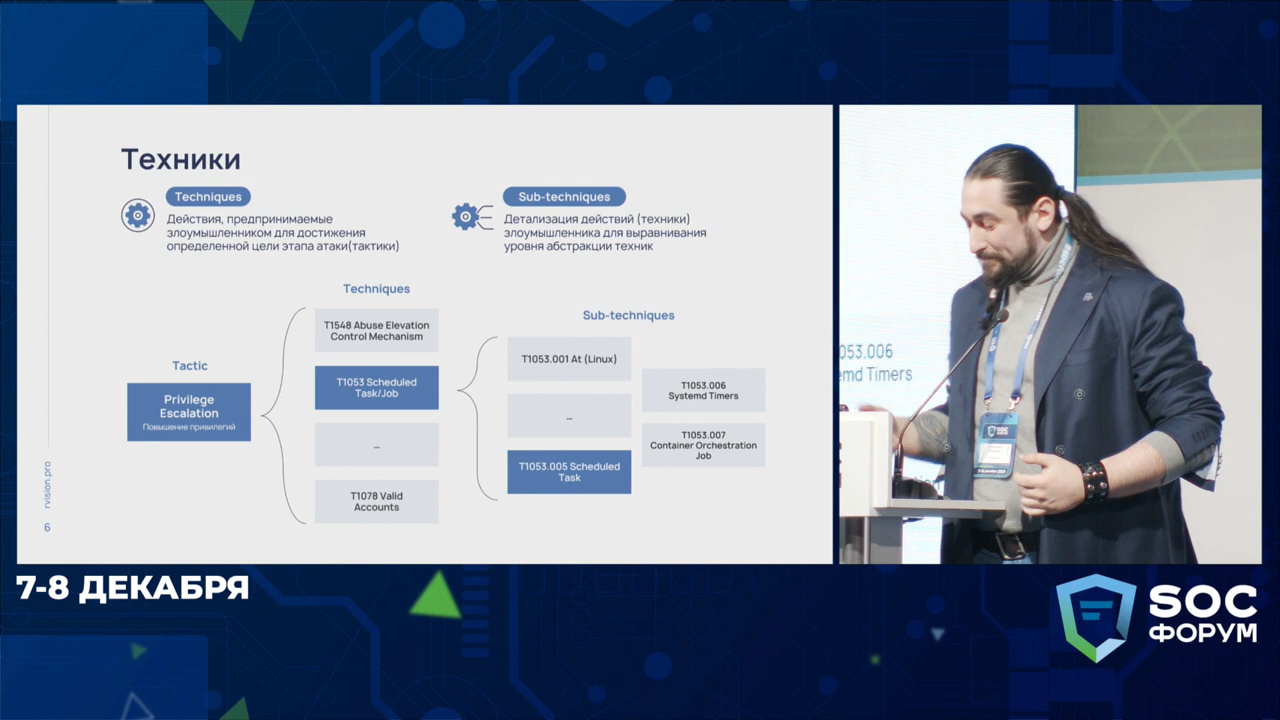 Техники
Techniques
Действия, предпринимаемые
злоумышленником для достижения
определенной цели этапа атаки(тактики)
Sub-techniques
Детализация действий (техники)
злоумышленника для выравнивания
уровня абстракции техник
Techniques
Sub-techniques
Tactic
Privilege
Escalation
Повышение привилегий
T1548 Abuse Elevation
Control Mechanism
T1053 Scheduled
Task/Job
...
T1078 Valid
Accounts
T1053.001 At (Linux)
...
T1053.005 Scheduled
Task
T1053.006
Systemd Timers
T1053.007
Container Orchestration
Job
rvision.pro
6
053.006
emd Timers
SOC
7-8 ДЕКАБРЯ
SOC
ФОРУМ